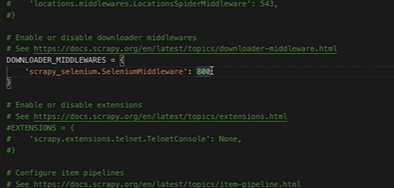 #    'locations.middlewares.LocationsSpiderMiddleware': 543,
#}
# Enable or disable downloader middlewares
# See https://docs.scrapy.org/en/latest/topics/downloader-middleware.html
DOWNLOADER_MIDDLEWARES = {
    'scrapy_selenium.SeleniumMiddleware': 800
}
# Enable or disable extensions
# See https://docs.scrapy.org/en/latest/topics/extensions.html
#EXTENSIONS = {
#    'scrapy.extensions.telnet.TelnetConsole': None,
#}
# Configure item pipelines
# See https://docs.scrapy.org/en/latest/topics/item-pipeline.html